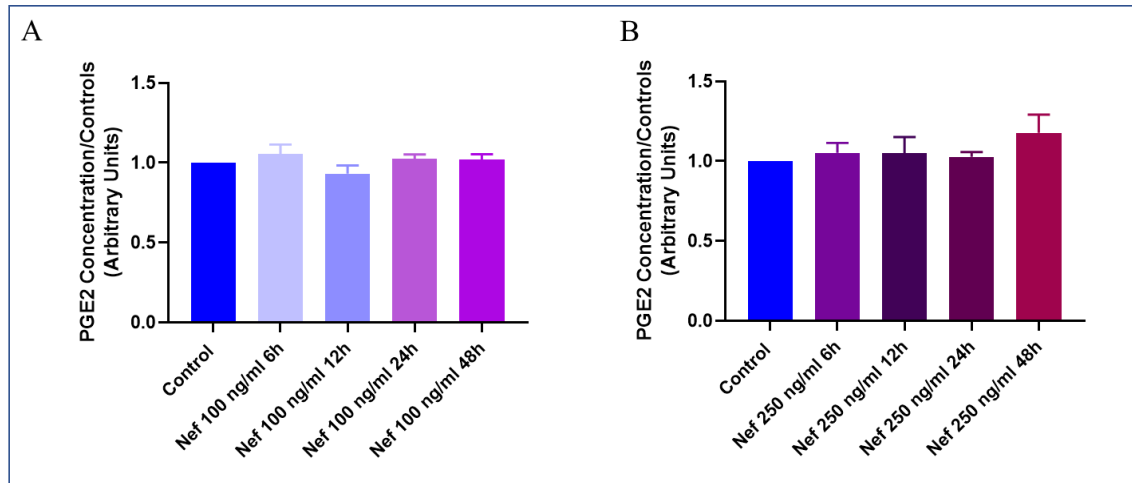 A
PGE2 Concentration/Controls
(Arbitrary Units)
1.5
1.0
0.5
0.0
Control
Nef 100 ng/ml 6h
Nef 100 ng/ml 12h
Nef 100 ng/ml 24h
Nef 100 ng/ml 48h
B
PGE2 Concentration/Controls
(Arbitrary Units)
1.5
1.0
0.5
0.0
Control
Nef 250 ng/ml 6h
Nef 250 ng/ml 12h
Nef 250 ng/ml 24h
Nef 250 ng/ml 48h